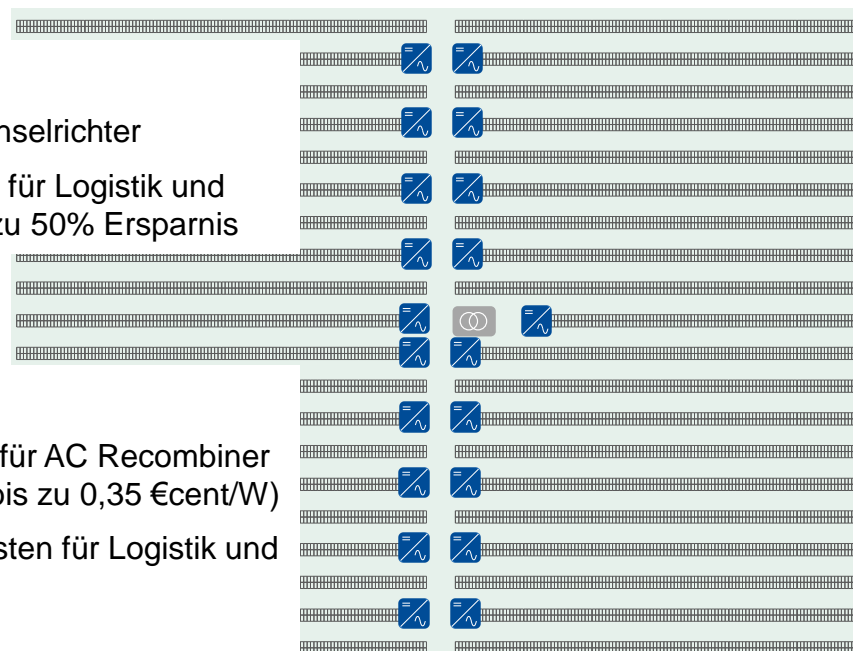 nselrichter
für Logistik und
zu 50% Ersparnis
für AC Recombiner
bis zu 0,35 €cent/W)
sten für Logistik und